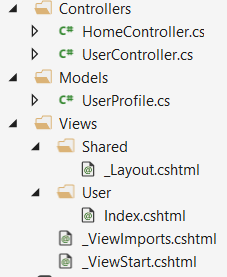 Controllers
C# HomeController.cs
C# UserController.cs
Models
C# UserProfile.cs
Views
Shared
_Layout.cshtml
User
Index.cshtml
_ViewImports.cshtml
_ViewStart.cshtml